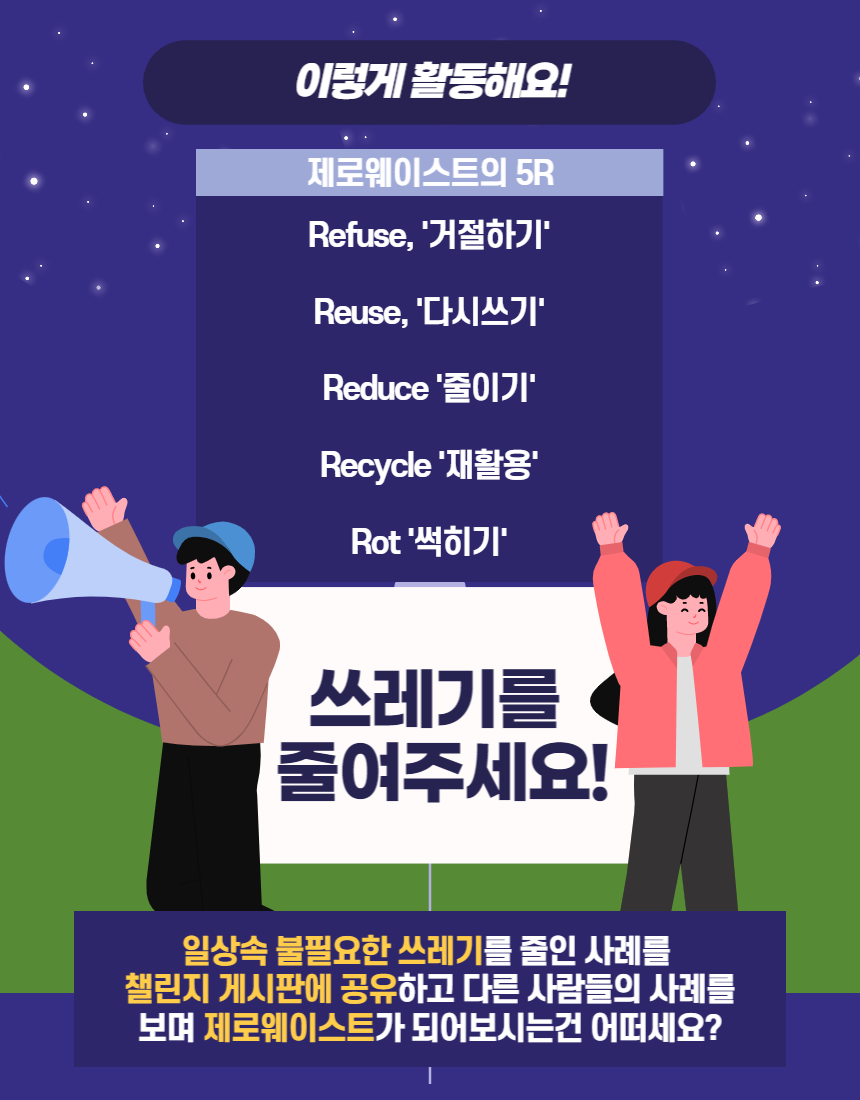 이렇게 활동해요!
제로웨이스트의 5R
Refuse, '거절하기'
Reuse, '다시쓰기'
Reduce '줄이기'
Recycle '재활용'
Rot '썩히기'
쓰레기를
줄여주세요!
일상속 불필요한 쓰레기를 줄인 사례를
챌린지 게시판에 공유하고 다른 사람들의 사례를
보며 제로웨이스트가 되어보시는건 어떠세요?